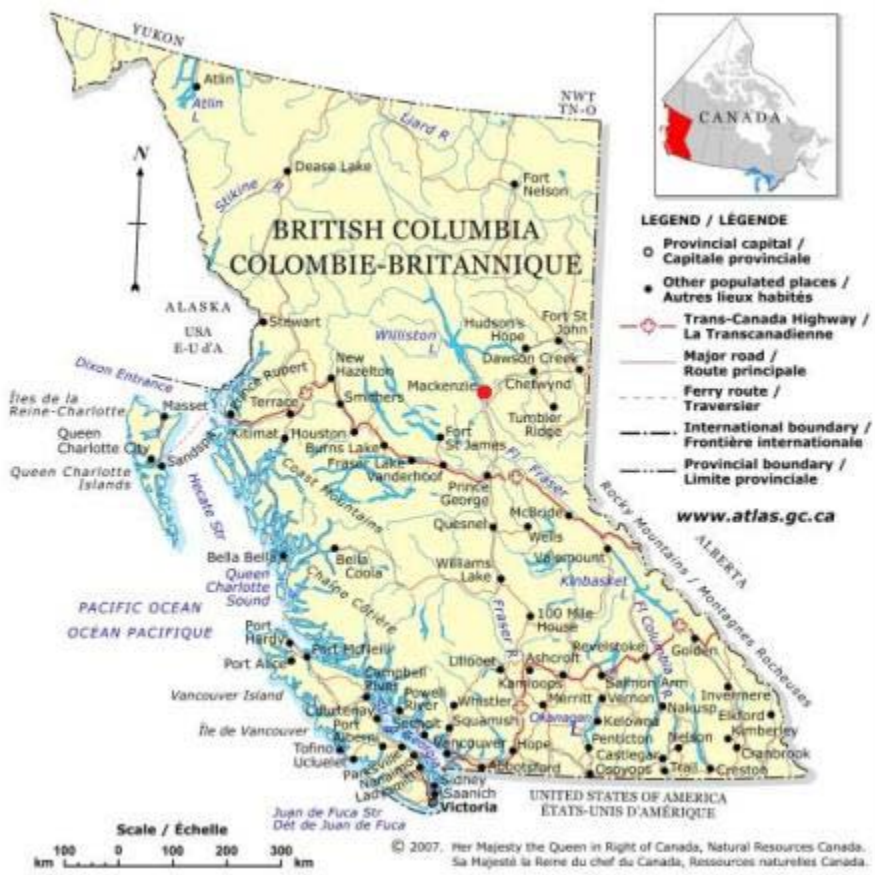 YUKON
Atlin
Atlin
L
NWT
TN-O
CANADA
Liard R
N
Dease Lake
Fort
Nelson
Stikine R
BRITISH COLUMBIA
COLOMBIE-BRITANNIQUE
LEGEND / LÉGENDE
Provincial capital /
Capitale provinciale
Other populated places /
Autres lieux habités
Trans-Canada Highway /
La Transcanadienne
Major road /
Route principale
Ferry route /
Traversier
International boundary /
Frontière internationale
Provincial boundary /
Limite provinciale
www.atlas.gc.ca
ALASKA
USA
E-U d'A
Stewart
Williston
L
Hudson's
Hope
Fort St
John
Dawson Creek
Dixon Entrance
Prince Rupert
New
Hazelton
Mackenzie
Chetwynd
Îles de la
Reine-Charlotte
Masset
Terrace
Smithers
Tumbler
Ridge
Queen
Charlotte City
Sandspit
Kitimat
Houston
Fort
St James
Burns Lake
Fraser Lake
Vanderhoof
Queen Charlotte
Islands
Hecate Str
Coast Mountains
Prince
George
Fl Fraser
McBride
Rocky Mountains / Montagnes Rocheuses
ALBERTA
Quesnel
Wells
Valemount
Bella Bella
Bella
Coola
Williams
Lake
Kinbasket
L
Queen
Charlotte
Sound
Chaîne Côtière
PACIFIC OCEAN
OCÉAN PACIFIQUE
Fraser R
100 Mile
House
Fl Columbia R
Port
Hardy
Port McNeill
Port Alice
Lillooet
Ashcroft
Revelstoke
Golden
Campbell
River
Kamloops
Salmon Arm
Vancouver Island
Powell
River
Whistler
Merritt
Vernon
Nakusp
Invermere
Elkford
Courtenay
Sechelt
Squamish
Okanagan
L
Kelowna
Île de Vancouver
Port
Alberni
Vancouver
Hope
Penticton
Nelson
Kimberley
Tofino
Ucluelet
Parksville
Nanaimo
Ladysmith
Abbotsford
Castlegar
Cranbrook
Osoyoos
Trail
Creston
Sidney
Saanich
Victoria
Juan de Fuca Str
Dét de Juan de Fuca
UNITED STATES OF AMERICA
ÉTATS-UNIS D'AMÉRIQUE
Scale / Échelle
km 100 0 100 200 300 km
© 2007. Her Majesty the Queen in Right of Canada, Natural Resources Canada.
Sa Majesté la Reine du chef du Canada, Ressources naturelles Canada.